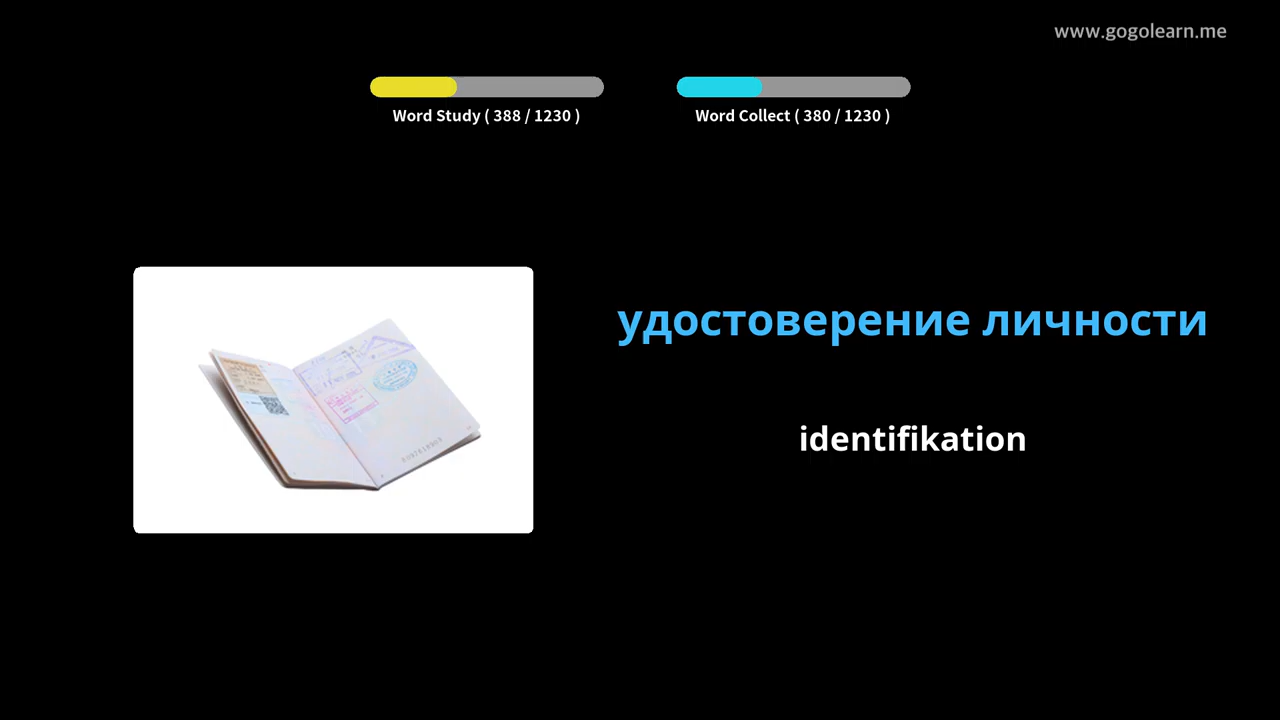 www.gogolearn.me
Word Study ( 388 / 1230 )
Word Collect ( 380 / 1230 )
удостоверение личности
identifikation